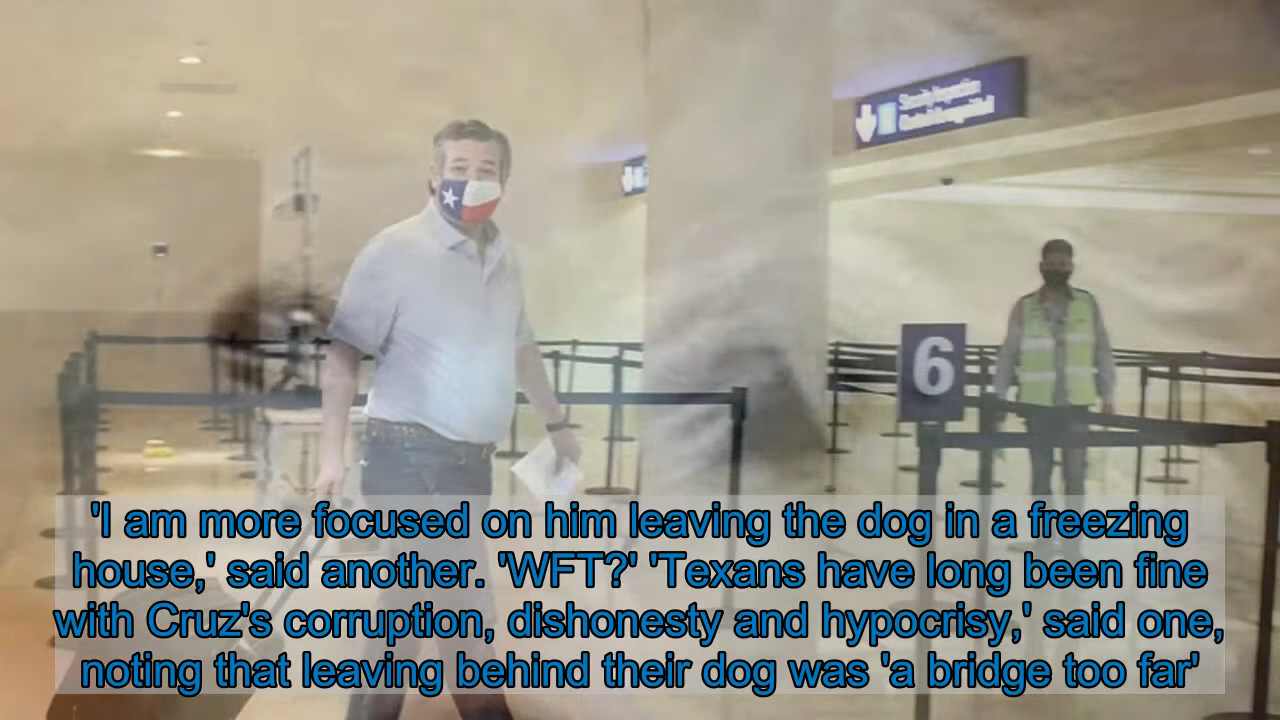 6
'I am more focused on him leaving the dog in a freezing
house,' said another. 'WFT?' 'Texans have long been fine
with Cruz's corruption, dishonesty and hypocrisy,' said one,
noting that leaving behind their dog was 'a bridge too far'